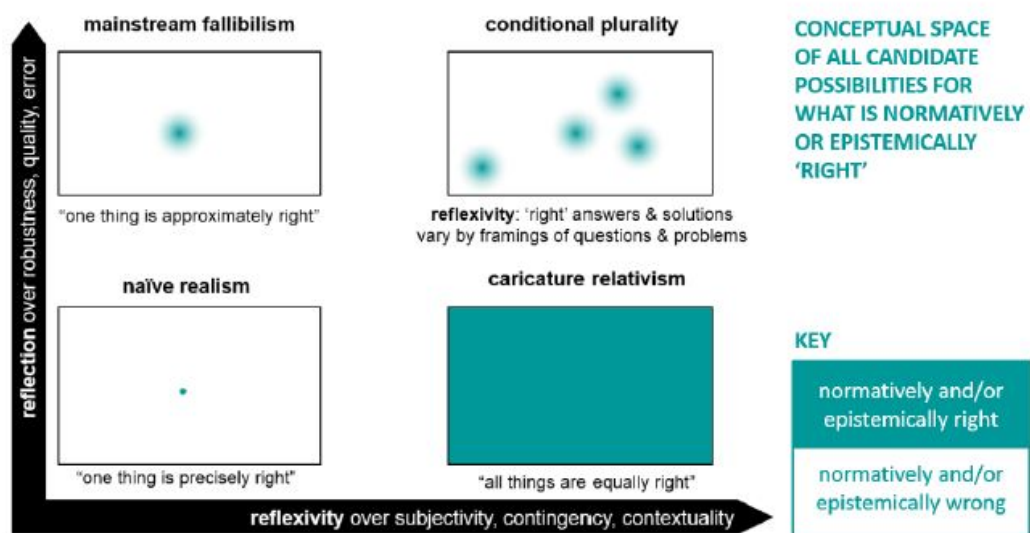 mainstream fallibilism
conditional plurality
CONCEPTUAL SPACE
OF ALL CANDIDATE
POSSIBILITIES FOR
WHAT IS NORMATIVELY
OR EPISTEMICALLY
‘RIGHT’
reflection over robustness, quality, error
“one thing is approximately right”
reflexivity: ‘right’ answers & solutions
vary by framings of questions & problems
naïve realism
caricature relativism
“one thing is precisely right”
“all things are equally right”
KEY
normatively and/or
epistemically right
normatively and/or
epistemically wrong
reflexivity over subjectivity, contingency, contextuality